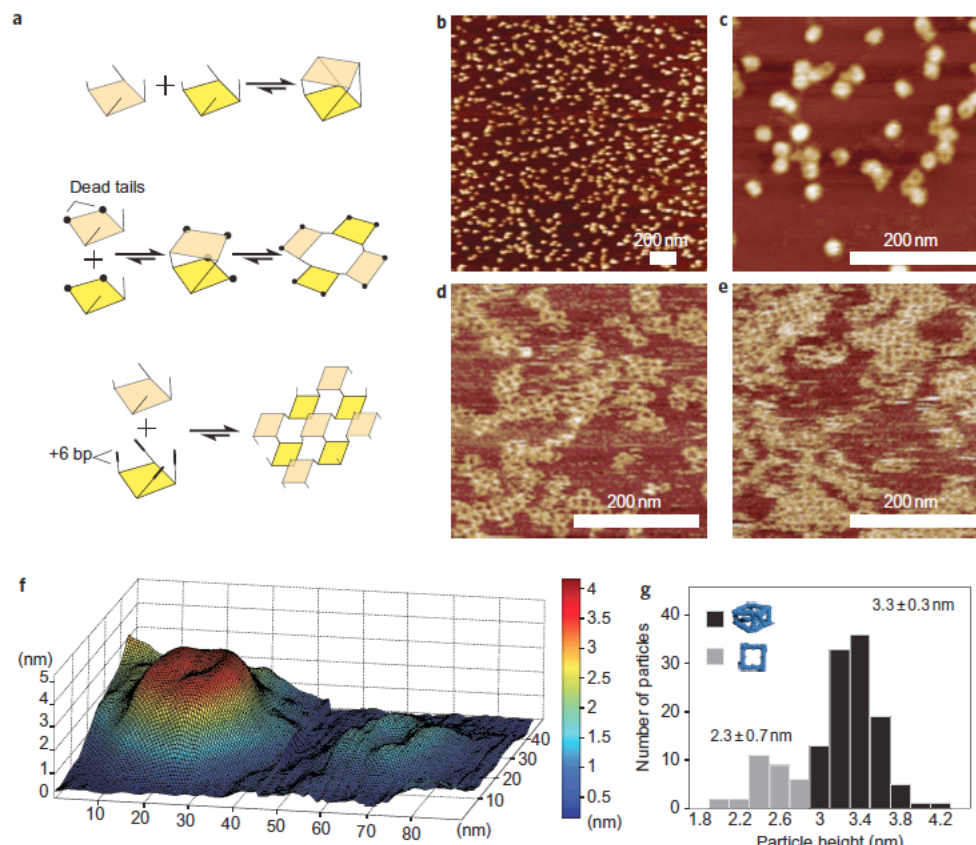 a
Dead tails
+6 bp
b
200 nm
c
200 nm
d
200 nm
e
200 nm
f
(nm)
5
4
3
2
1
0
10
20
30
40
50
60
70
80
(nm)
10
20
30
40
4
3.5
3
2.5
2
1.5
1
0.5
(nm)
g
Number of particles
40
30
20
10
0
3.3 ± 0.3 nm
2.3 ± 0.7 nm
1.8 2.2 2.6 3 3.4 3.8 4.2
Particle height (nm)